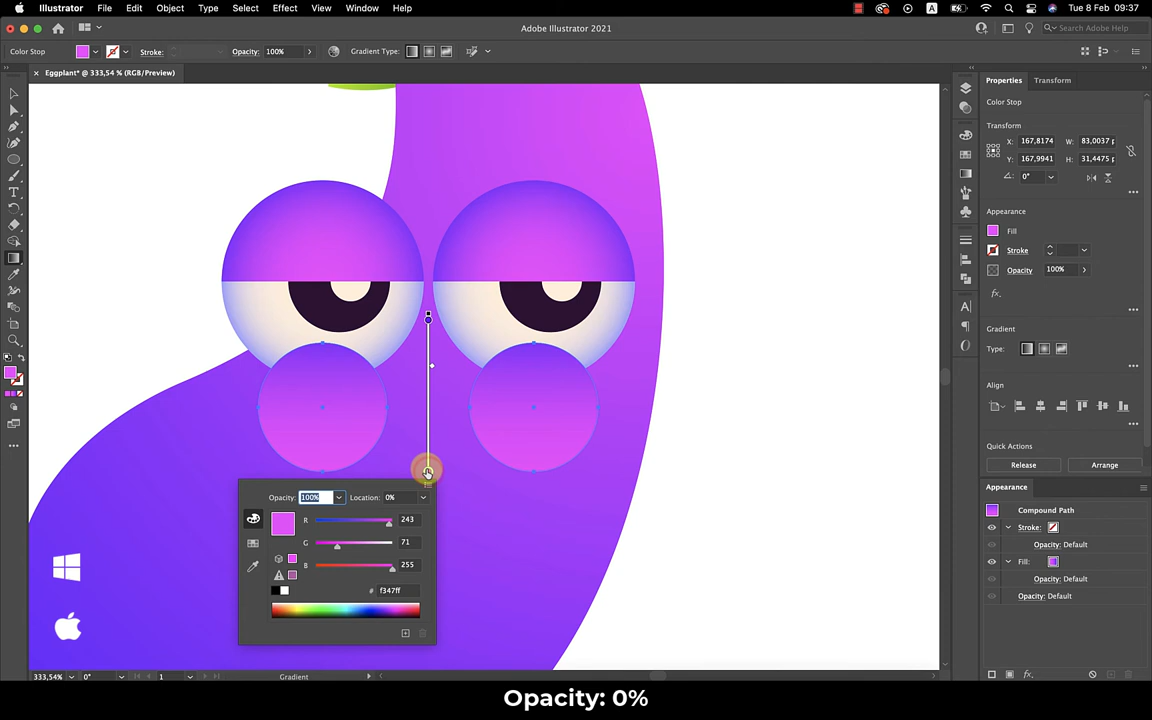 Illustrator File Edit Object Type Select Effect View Window Help
A
Tue 8 Feb 09:37
Adobe Illustrator 2021
Search Adobe Help
Color Stop
Stroke:
Opacity: 100%
Gradient Type:
Eggplant* @ 333,54 % (RGB/Preview)
Properties Transform
Color Stop
Transform
X: 167,8174 W: 83,0037 p
Y: 167,9941 H: 31,4475 p
0°
Appearance
Fill
Stroke
Opacity 100%
fx.
Gradient
Type:
Align
Quick Actions
Release Arrange
Appearance
Compound Path
Stroke:
Opacity: Default
Fill:
Opacity: Default
Opacity: Default
fx.
Opacity: 100% Location: 0%
R 243
G 71
B 255
# f347ff
333,54% 0° 1 Gradient
Opacity: 0%